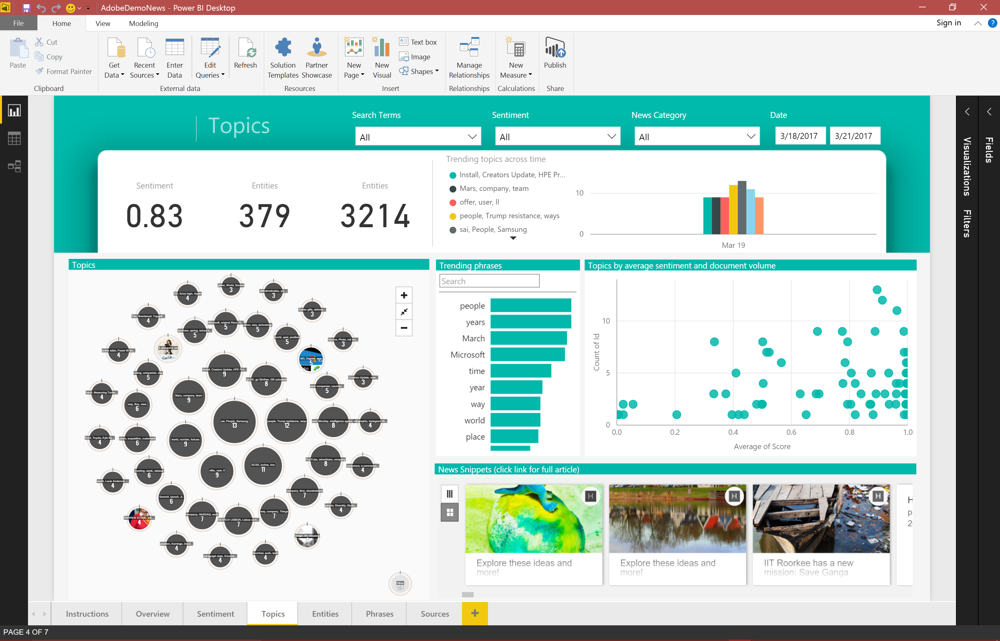 AdobeDemoNews - Power BI Desktop
File
Home
View
Modeling
Sign in
?
Paste
Cut
Copy
Format Painter
Clipboard
Get Data
Recent Sources
Enter Data
Edit Queries
Refresh
External data
Solution Templates
Partner Showcase
Resources
New Page
New Visual
Text box
Image
Shapes
Insert
Manage Relationships
Relationships
New Measure
Calculations
Publish
Share
Topics
Search Terms
All
Sentiment
All
News Category
All
Date
3/18/2017
3/21/2017
Visualizations
Filters
Fields
Sentiment
0.83
Entities
379
Entities
3214
Trending topics across time
Install, Creators Update, HPE Pr...
Mars, company, team
offer, user, ll
people, Trump resistance, ways
sai, People, Samsung
10
0
Mar 19
Topics
globe, World, Source
3
Siri, fuzzy logic, Apple
4
3
Easter gifts, deliciou...
3
Tee, Brentwood, Topgolf...
4
Microsoft, original Xbox, Pl...
5
vision, way, technology
5
teachers, spring, school s...
5
world, spot, position
5
Source, Photo, net wo...
3
ll, shoppers, us
5
entire table, Power BI de...
4
MD, Degree, sign
5
Install, Creators Update, HPE Pro...
9
voting, companies, day
5
gs UK, gs Simfree, GB unlocked
8
Creators Update, wee...
3
tech companies, countrie...
5
hand, Measuring Techn...
4
Mars, company, team
9
way, Buy, view
6
sai, People, Samsung
13
people, Trump resistance, ways
12
end, Monday, intelligence agenc...
8
infographic, Instagram St...
4
Ford, Toyota, Kyle Bu...
4
years, acquisition, customers
6
world, number, fortune
9
YouTube, advertisers, company
8
SCSS, inches, box
11
customers, e-commerce...
4
offer, user, ll
9
meeting, week, release
6
world, Louie Anderson, ...
4
company, time, shareholders
7
Summit, launch, JL
6
people, Diversity, Stude...
4
way, company, Things
7
company, NASDAQ, work
7
DARREN STONE, left...
4
SEARCH LISBON, Lisboa cont...
7
image, art, shooting
4
position, Earnings, Dec2...
4
SvcHost, work, start
4
paragraph style, EricaGa...
4
Other
119
Trending phrases
Search
people
years
March
Microsoft
time
year
way
world
place
Topics by average sentiment and document volume
Count of Id
10
5
0
0.0
0.2
0.4
0.6
0.8
1.0
Average of Score
News Snippets (click link for full article)
H
Explore these ideas and
more!
H
Explore these ideas and
more!
H
IIT Roorkee has a new
mission: Save Ganga
H
p
2
Instructions
Overview
Sentiment
Topics
Entities
Phrases
Sources
PAGE 4 OF 7